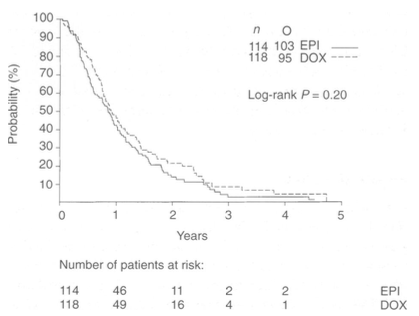 n O
114 103 EPI
118 95 DOX
Log-rank P = 0.20
Probability (%)
100
90
80
70
60
50
40
30
20
10
0 1 2 3 4 5
Years
Number of patients at risk:
114 46 11 2 2 EPI
118 49 16 4 1 DOX